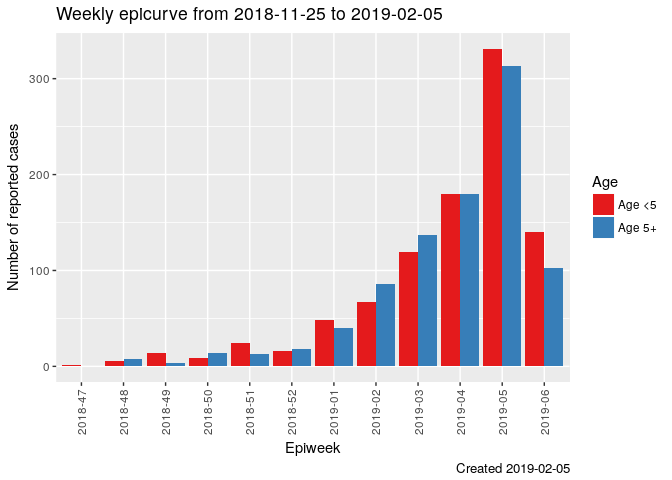 Weekly epicurve from 2018-11-25 to 2019-02-05
Number of reported cases
300
200
100
0
2018-47
2018-48
2018-49
2018-50
2018-51
2018-52
2019-01
2019-02
2019-03
2019-04
2019-05
2019-06
Epiweek
Age
Age <5
Age 5+
Created 2019-02-05